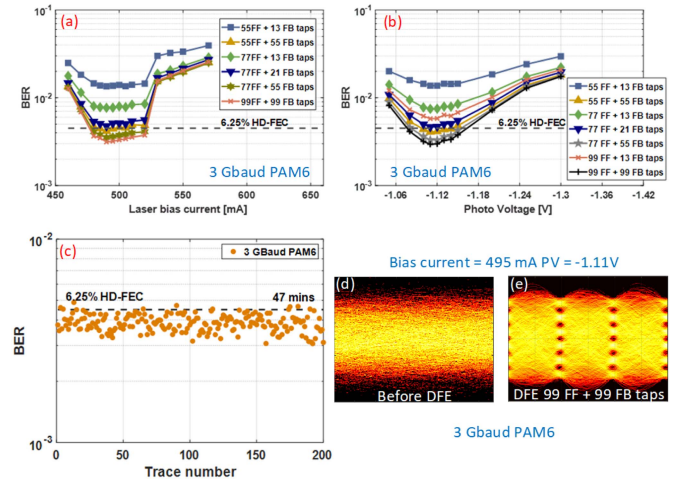 (a)
10-1
10-2
10-3
BER
55FF + 13 FB taps
55FF + 55 FB taps
77FF + 13 FB taps
77FF + 21 FB taps
77FF + 55 FB taps
99FF + 99 FB taps
6.25% HD-FEC
3 Gbaud PAM6
450 500 550 600 650
Laser bias current [mA]
(b)
10-1
10-2
10-3
BER
55 FF + 13 FB taps
55 FF + 55 FB taps
77 FF + 13 FB taps
77 FF + 21 FB taps
77 FF + 55 FB taps
99 FF + 13 FB taps
99 FF + 99 FB taps
6.25% HD-FEC
3 Gbaud PAM6
-1.06 -1.12 -1.18 -1.24 -1.3 -1.36 -1.42
Photo Voltage [V]
(c)
10-2
10-3
BER
3 GBaud PAM6
6.25% HD-FEC 47 mins
0 50 100 150 200
Trace number
Bias current = 495 mA PV = -1.11V
(d)
Before DFE
(e)
DFE 99 FF + 99 FB taps
3 Gbaud PAM6